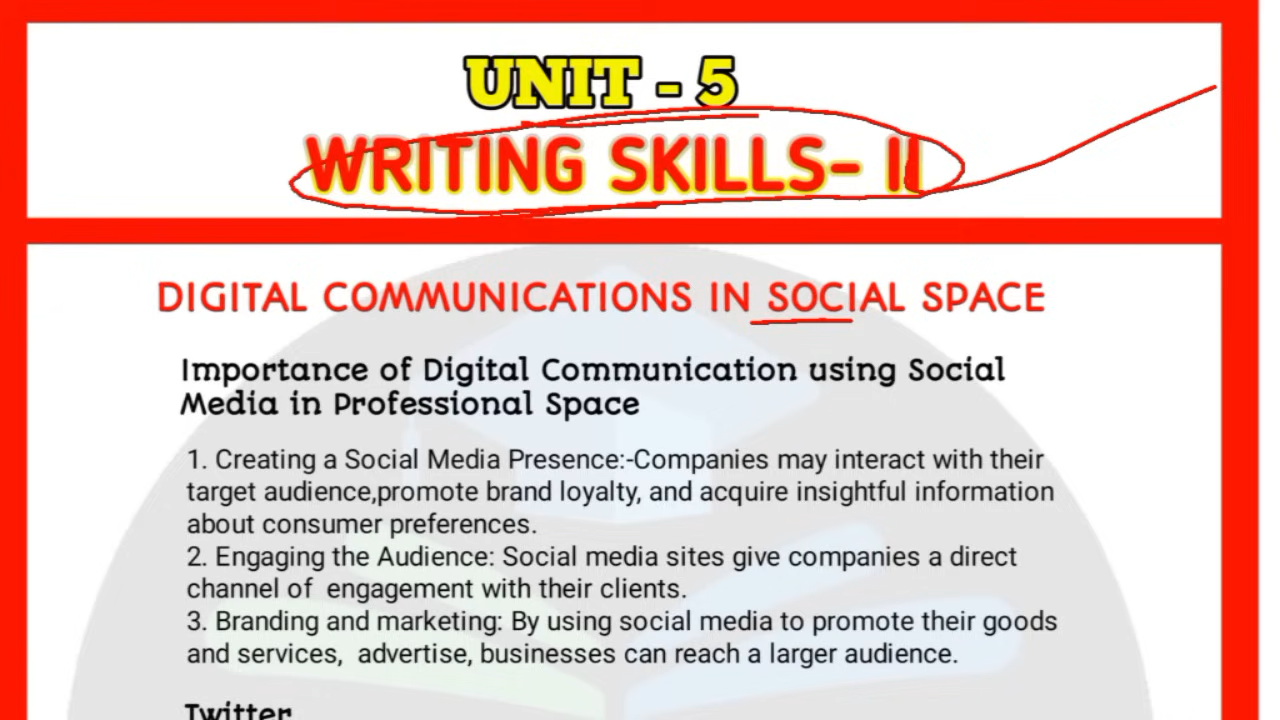 UNIT - 5
WRITING SKILLS- II
DIGITAL COMMUNICATIONS IN SOCIAL SPACE
Importance of Digital Communication using Social
Media in Professional Space
1. Creating a Social Media Presence:-Companies may interact with their
target audience,promote brand loyalty, and acquire insightful information
about consumer preferences.
2. Engaging the Audience: Social media sites give companies a direct
channel of  engagement with their clients.
3. Branding and marketing: By using social media to promote their goods
and services,  advertise, businesses can reach a larger audience.
Twitter